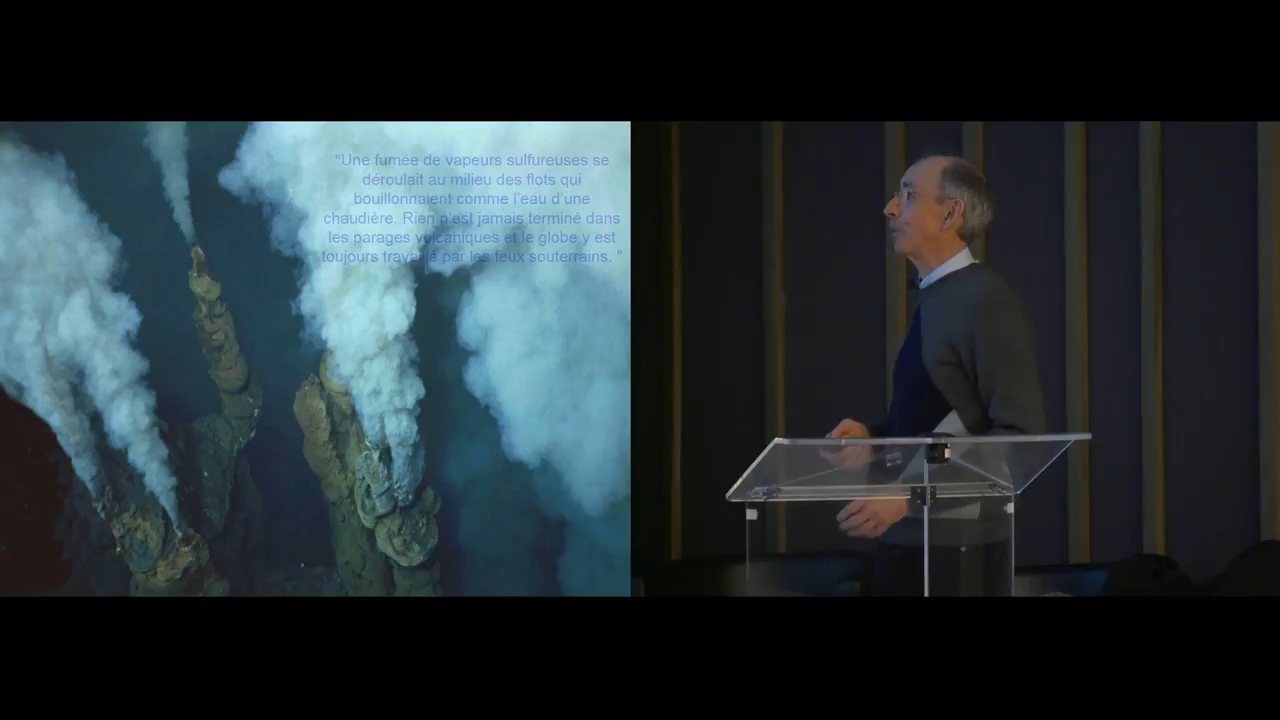 "Une fumée de vapeurs sulfureuses se
déroulait au milieu des flots qui
bouillonnaient comme l'eau d'une
chaudière. Rien n'est jamais terminé dans
les parages volcaniques et le globe y est
toujours travaillé par les feux souterrains. "